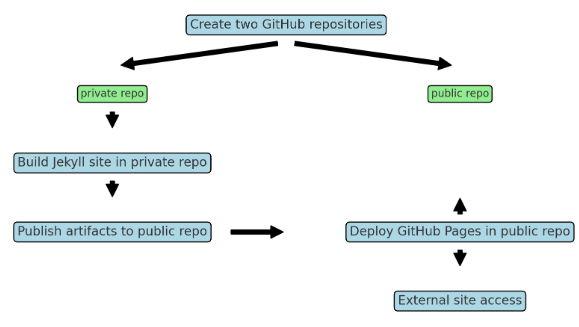 Create two GitHub repositories
private repo
public repo
Build Jekyll site in private repo
Publish artifacts to public repo
Deploy GitHub Pages in public repo
External site access